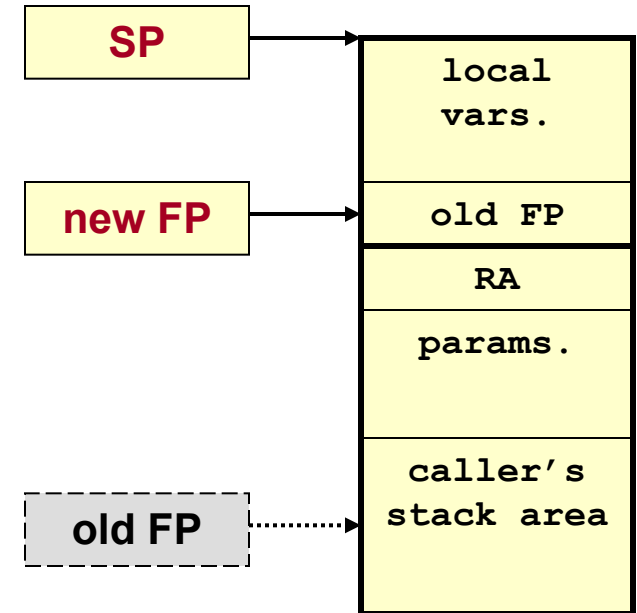 SP
local
vars.
new FP
old FP
RA
params.
caller’s
stack area
old FP